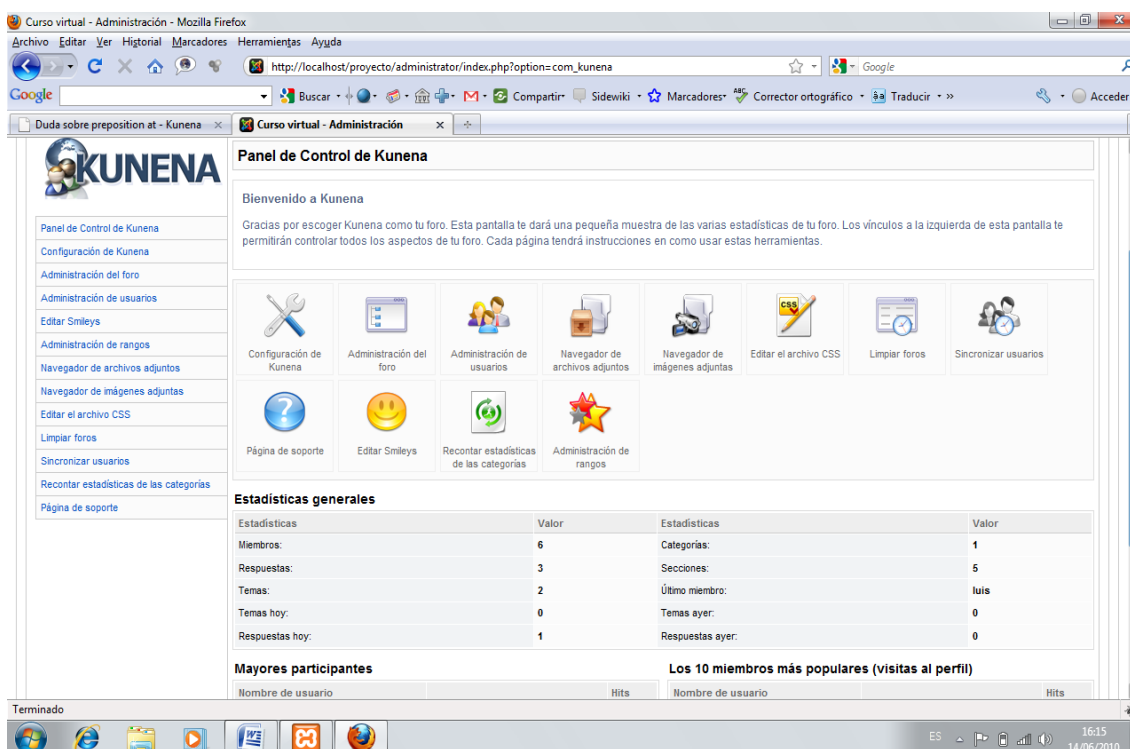 Curso virtual - Administración - Mozilla Firefox
Archivo Editar Ver Historial Marcadores Herramientas Ayuda
http://localhost/proyecto/administrator/index.php?option=com_kunena
Google
Google
Buscar
Compartir
Sidewiki
Marcadores
Corrector ortográfico
Traducir
Acceder
Duda sobre preposition at - Kunena
Curso virtual - Administración
KUNENA
Panel de Control de Kunena
Configuración de Kunena
Administración del foro
Administración de usuarios
Editar Smileys
Administración de rangos
Navegador de archivos adjuntos
Navegador de imágenes adjuntas
Editar el archivo CSS
Limpiar foros
Sincronizar usuarios
Recontar estadísticas de las categorías
Página de soporte
Panel de Control de Kunena
Bienvenido a Kunena
Gracias por escoger Kunena como tu foro. Esta pantalla te dará una pequeña muestra de las varias estadísticas de tu foro. Los vínculos a la izquierda de esta pantalla te
permitirán controlar todos los aspectos de tu foro. Cada página tendrá instrucciones en como usar estas herramientas.
Configuración de
Kunena
Administración del
foro
Administración de
usuarios
Navegador de
archivos adjuntos
Navegador de
imágenes adjuntas
CSS
Editar el archivo CSS
Limpiar foros
Sincronizar usuarios
Página de soporte
Editar Smileys
Recontar estadísticas
de las categorías
Administración de
rangos
Estadísticas generales
Estadísticas Valor Estadísticas Valor
Miembros: 6 Categorías: 1
Respuestas: 3 Secciones: 5
Temas: 2 Último miembro: luis
Temas hoy: 0 Temas ayer: 0
Respuestas hoy: 1 Respuestas ayer: 0
Mayores participantes
Nombre de usuario Hits
Los 10 miembros más populares (visitas al perfil)
Nombre de usuario Hits
Terminado
ES
16:15
14/06/2010